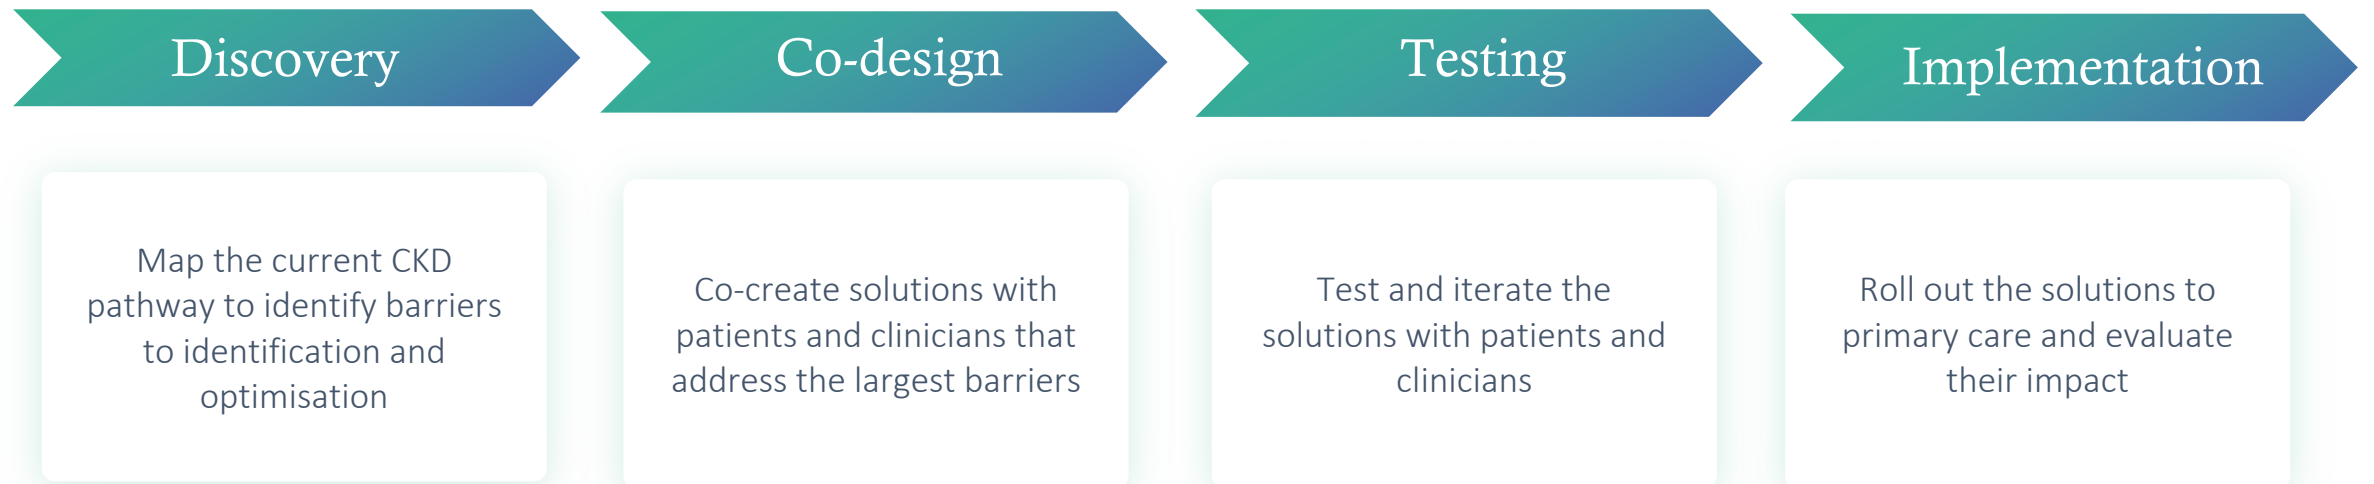 Discovery
Co-design
Testing
Implementation
Map the current CKD
pathway to identify barriers
to identification and
optimisation
Co-create solutions with
patients and clinicians that
address the largest barriers
Test and iterate the
solutions with patients and
clinicians
Roll out the solutions to
primary care and evaluate
their impact